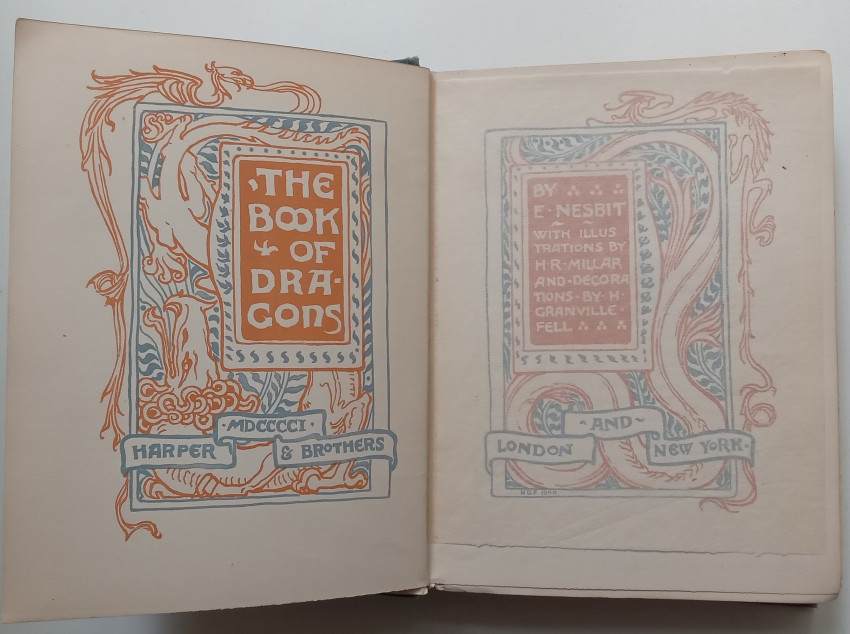 THE
BOOK
OF
DRA-
GONS
·MDCCCCI·
HARPER & BROTHERS
BY
E·NESBIT
WITH ILLUS
TRATIONS BY
H·R·MILLAR
AND·DECORA
TIONS·BY·H·
GRANVILLE
FELL
·AND·
LONDON NEW YORK·